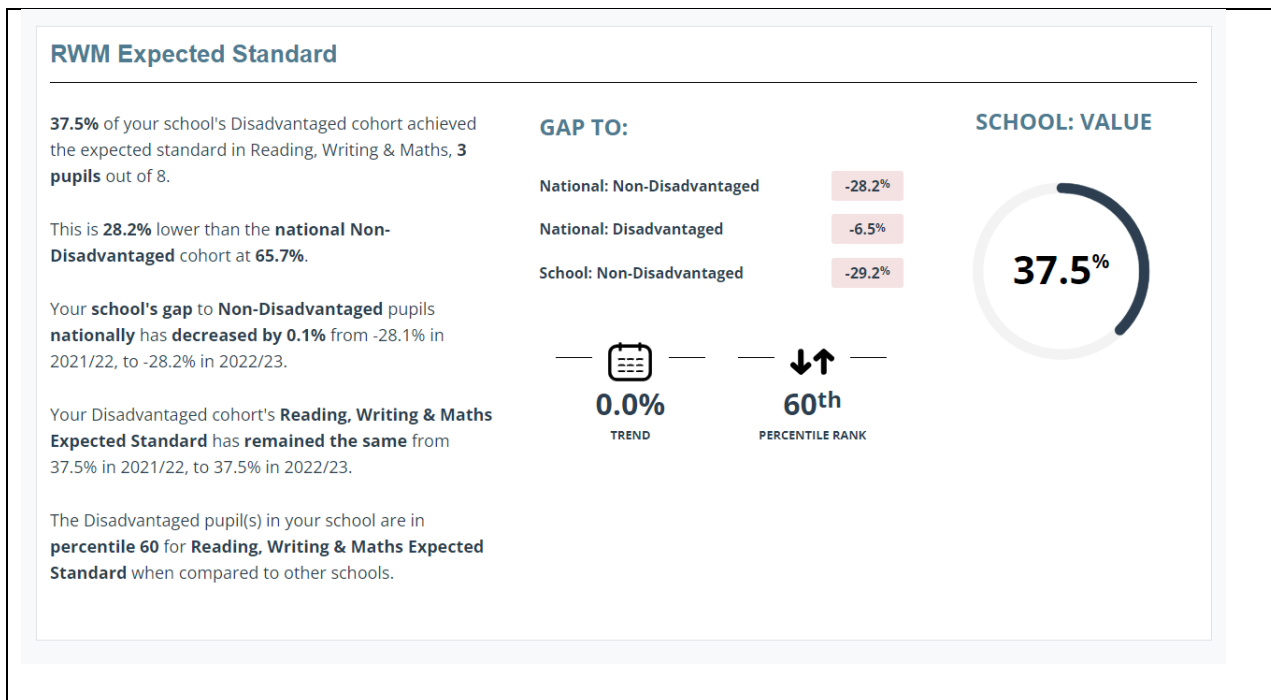 RWM Expected Standard
37.5% of your school's Disadvantaged cohort achieved
the expected standard in Reading, Writing & Maths, 3
pupils out of 8.
This is 28.2% lower than the national Non-
Disadvantaged cohort at 65.7%.
Your school's gap to Non-Disadvantaged pupils
nationally has decreased by 0.1% from -28.1% in
2021/22, to -28.2% in 2022/23.
Your Disadvantaged cohort's Reading, Writing & Maths
Expected Standard has remained the same from
37.5% in 2021/22, to 37.5% in 2022/23.
The Disadvantaged pupil(s) in your school are in
percentile 60 for Reading, Writing & Maths Expected
Standard when compared to other schools.
GAP TO:
National: Non-Disadvantaged -28.2%
National: Disadvantaged -6.5%
School: Non-Disadvantaged -29.2%
0.0%
TREND
60th
PERCENTILE RANK
SCHOOL: VALUE
37.5%